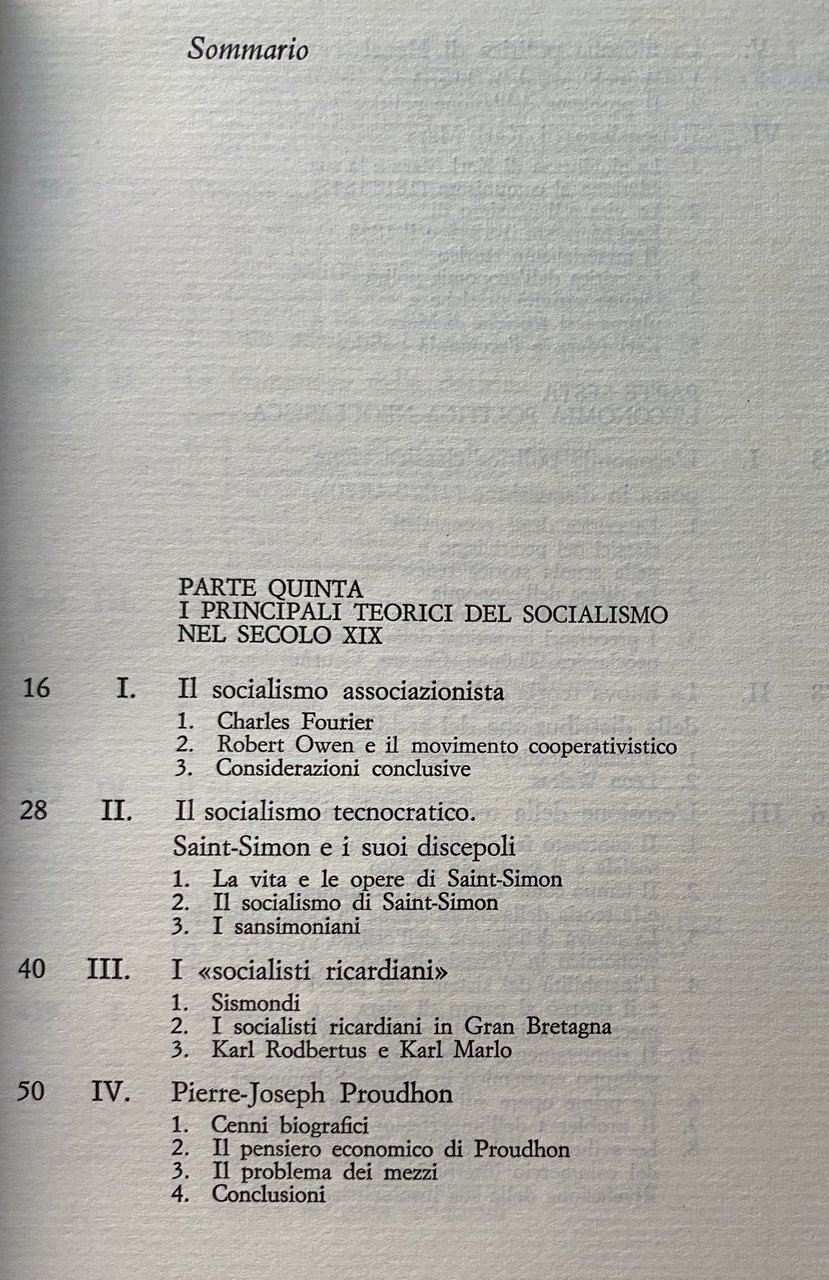 Sommario
PARTE QUINTA
I PRINCIPALI TEORICI DEL SOCIALISMO
NEL SECOLO XIX
16 I. Il socialismo associazionista
1. Charles Fourier
2. Robert Owen e il movimento cooperativistico
3. Considerazioni conclusive
28 II. Il socialismo tecnocratico.
Saint-Simon e i suoi discepoli
1. La vita e le opere di Saint-Simon
2. Il socialismo di Saint-Simon
3. I sansimoniani
40 III. I «socialisti ricardiani»
1. Sismondi
2. I socialisti ricardiani in Gran Bretagna
3. Karl Rodbertus e Karl Marlo
50 IV. Pierre-Joseph Proudhon
1. Cenni biografici
2. Il pensiero economico di Proudhon
3. Il problema dei mezzi
4. Conclusioni